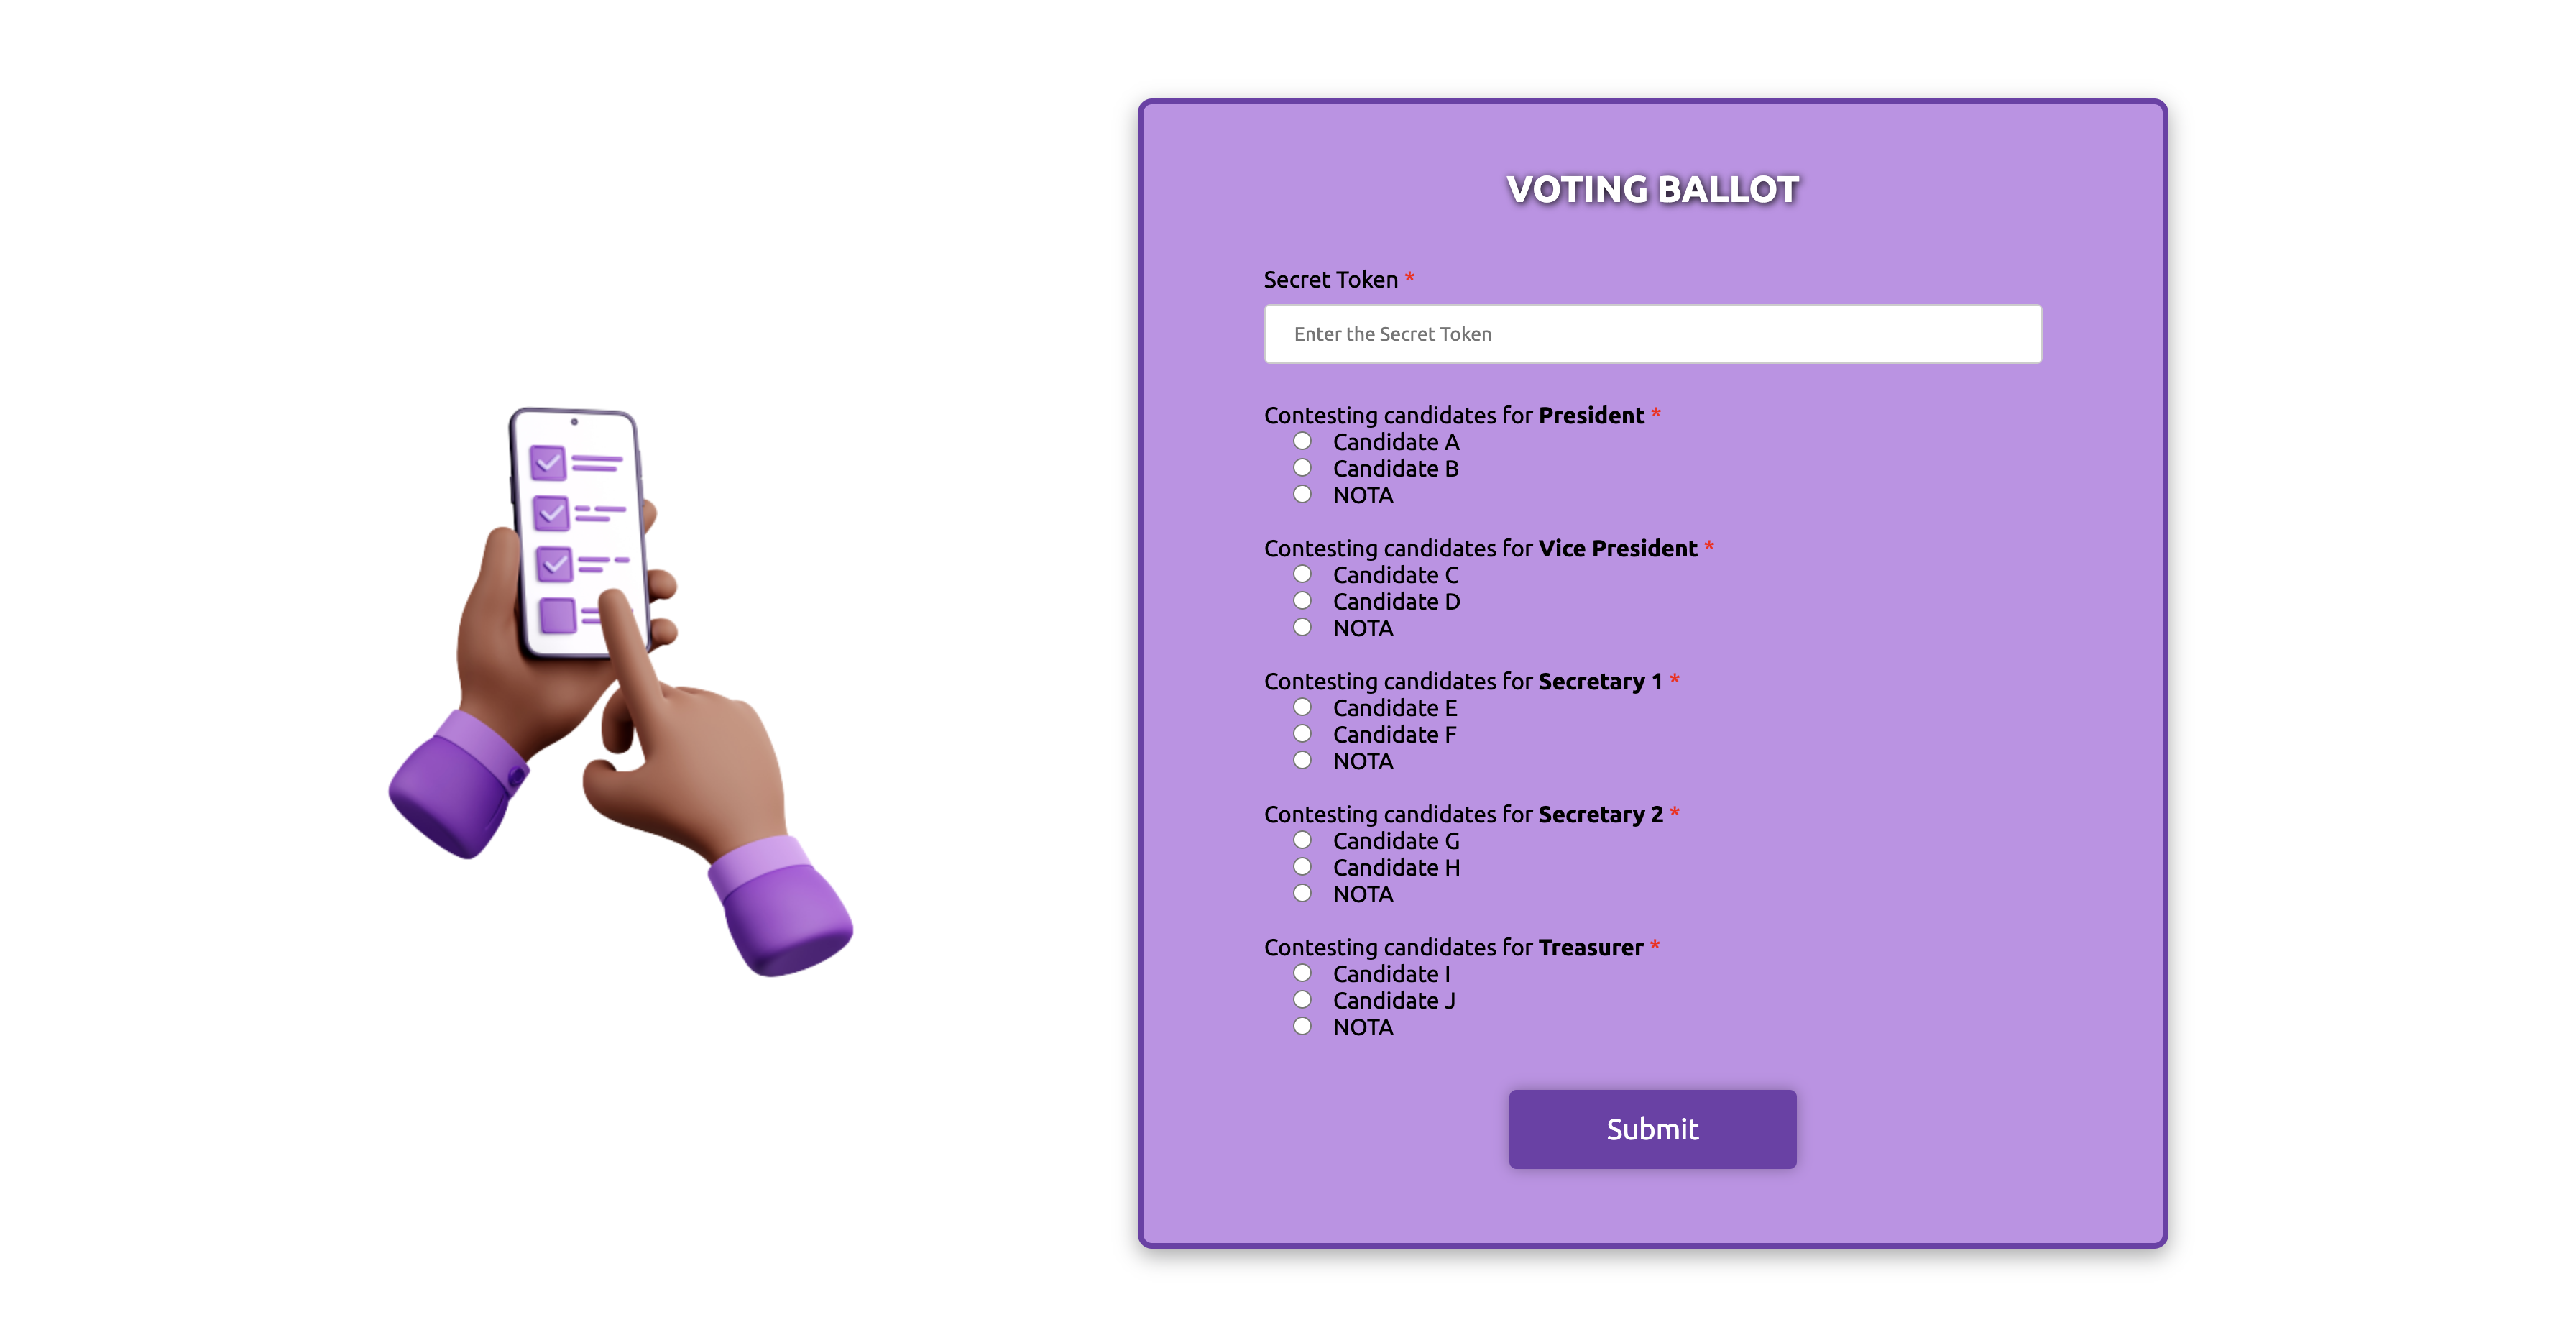 VOTING BALLOT
Secret Token *
Enter the Secret Token
Contesting candidates for President *
Candidate A
Candidate B
NOTA
Contesting candidates for Vice President *
Candidate C
Candidate D
NOTA
Contesting candidates for Secretary 1 *
Candidate E
Candidate F
NOTA
Contesting candidates for Secretary 2 *
Candidate G
Candidate H
NOTA
Contesting candidates for Treasurer *
Candidate I
Candidate J
NOTA
Submit